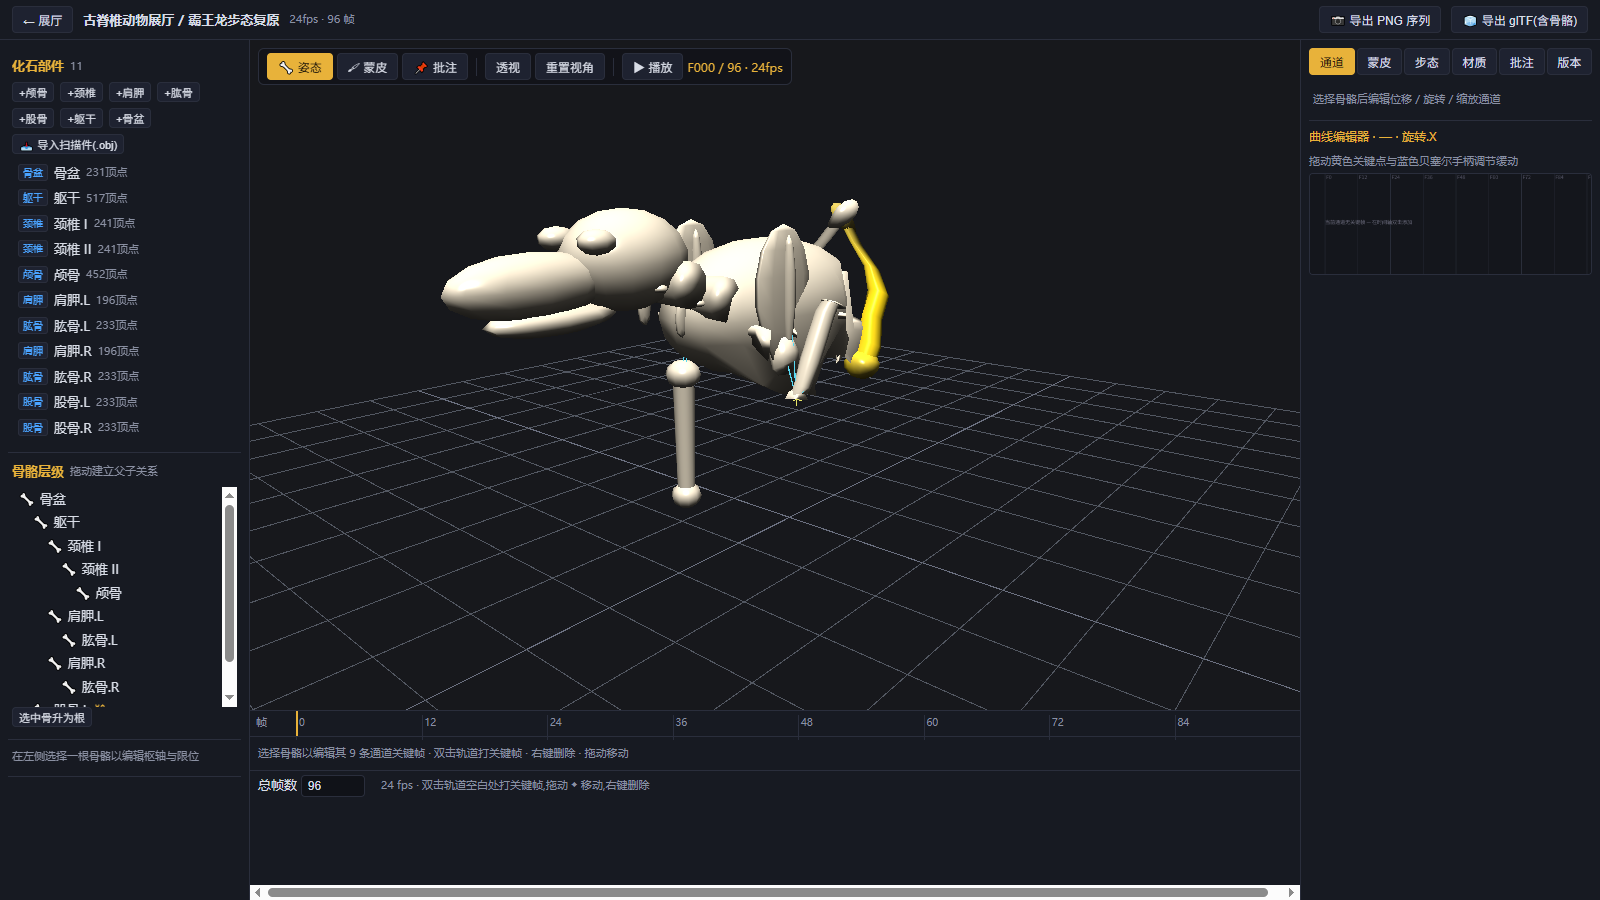 ←展厅
古脊椎动物展厅 / 霸王龙步态复原
24fps · 96 帧
导出 PNG 序列
导出 glTF(含骨骼)
化石部件 11
+颅骨
+颈椎
+肩胛
+肱骨
+股骨
+躯干
+骨盆
导入扫描件(.obj)
骨盆 骨盆 231顶点
躯干 躯干 517顶点
颈椎 颈椎 I 241顶点
颈椎 颈椎 II 241顶点
颅骨 颅骨 452顶点
肩胛 肩胛.L 196顶点
肱骨 肱骨.L 233顶点
肩胛 肩胛.R 196顶点
肱骨 肱骨.R 233顶点
股骨 股骨.L 233顶点
股骨 股骨.R 233顶点
骨骼层级 拖动建立父子关系
骨盆
躯干
颈椎 I
颈椎 II
颅骨
肩胛.L
肱骨.L
肩胛.R
肱骨.R
选中骨升为根
在左侧选择一根骨骼以编辑枢轴与限位
姿态
蒙皮
批注
透视
重置视角
▶ 播放
F000 / 96 · 24fps
帧 0 12 24 36 48 60 72 84
选择骨骼以编辑其 9 条通道关键帧 · 双击轨道打关键帧 · 右键删除 · 拖动移动
总帧数 96
24 fps · 双击轨道空白处打关键帧,拖动 ◆ 移动,右键删除
通道
蒙皮
步态
材质
批注
版本
选择骨骼后编辑位移 / 旋转 / 缩放通道
曲线编辑器 · — · 旋转.X
拖动黄色关键点与蓝色贝塞尔手柄调节缓动